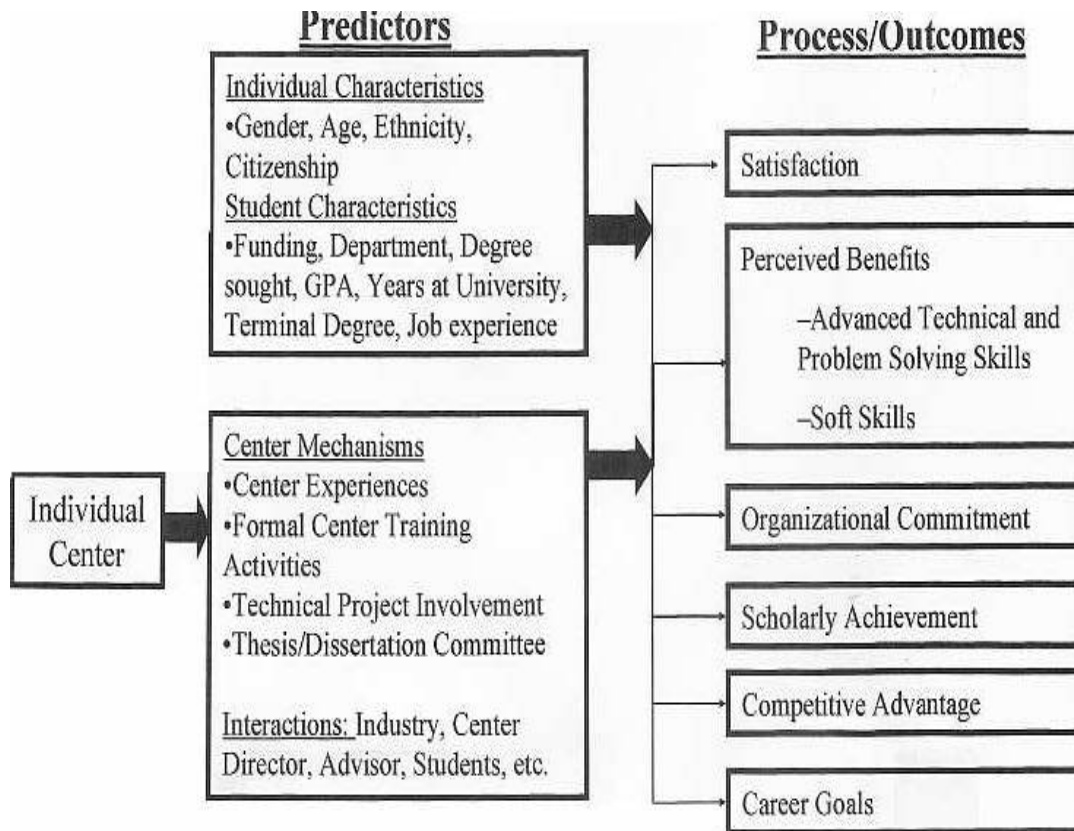 Predictors
Individual Characteristics
•Gender, Age, Ethnicity,
Citizenship
Student Characteristics
•Funding, Department, Degree
sought, GPA, Years at University,
Terminal Degree, Job experience
Individual
Center
Center Mechanisms
•Center Experiences
•Formal Center Training
Activities
•Technical Project Involvement
•Thesis/Dissertation Committee
Interactions: Industry, Center
Director, Advisor, Students, etc.
Process/Outcomes
Satisfaction
Perceived Benefits
–Advanced Technical and
Problem Solving Skills
–Soft Skills
Organizational Commitment
Scholarly Achievement
Competitive Advantage
Career Goals